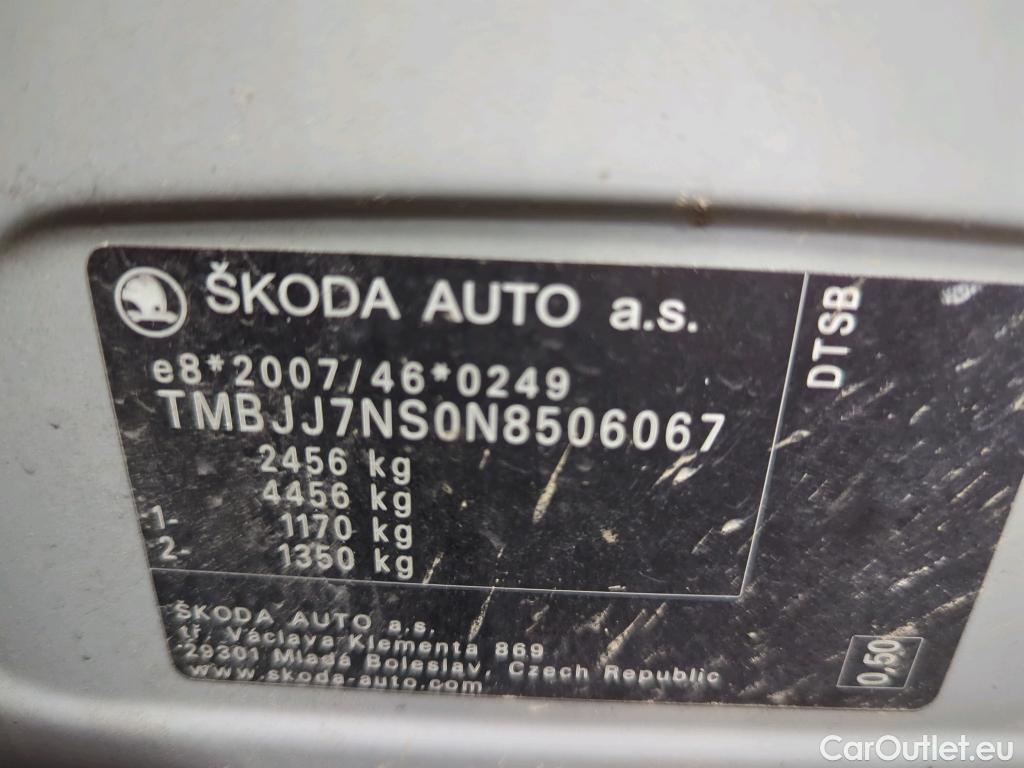 ŠKODA AUTO a.s.
e8*2007/46*0249
TMBJJ7NS0N8506067
2456 kg
4456 kg
1- 1170 kg
2- 1350 kg
DTSB
ŠKODA AUTO a.s.
tř. Václava Klementa 869
29301 Mladá Boleslav, Czech Republic
www.skoda-auto.com
0,50
CarOutlet.eu